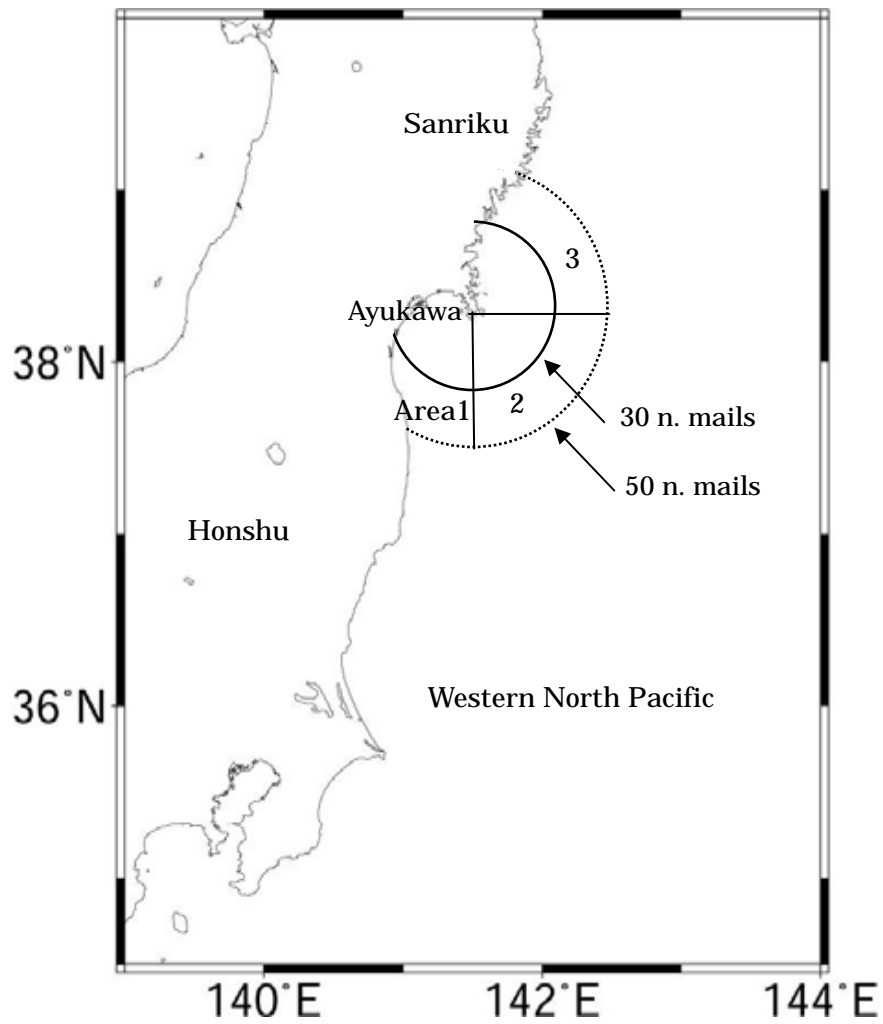 Sanriku
3
Ayukawa
38°N
Area1
2
30 n. mails
50 n. mails
Honshu
36°N
Western North Pacific
140°E
142°E
144°E